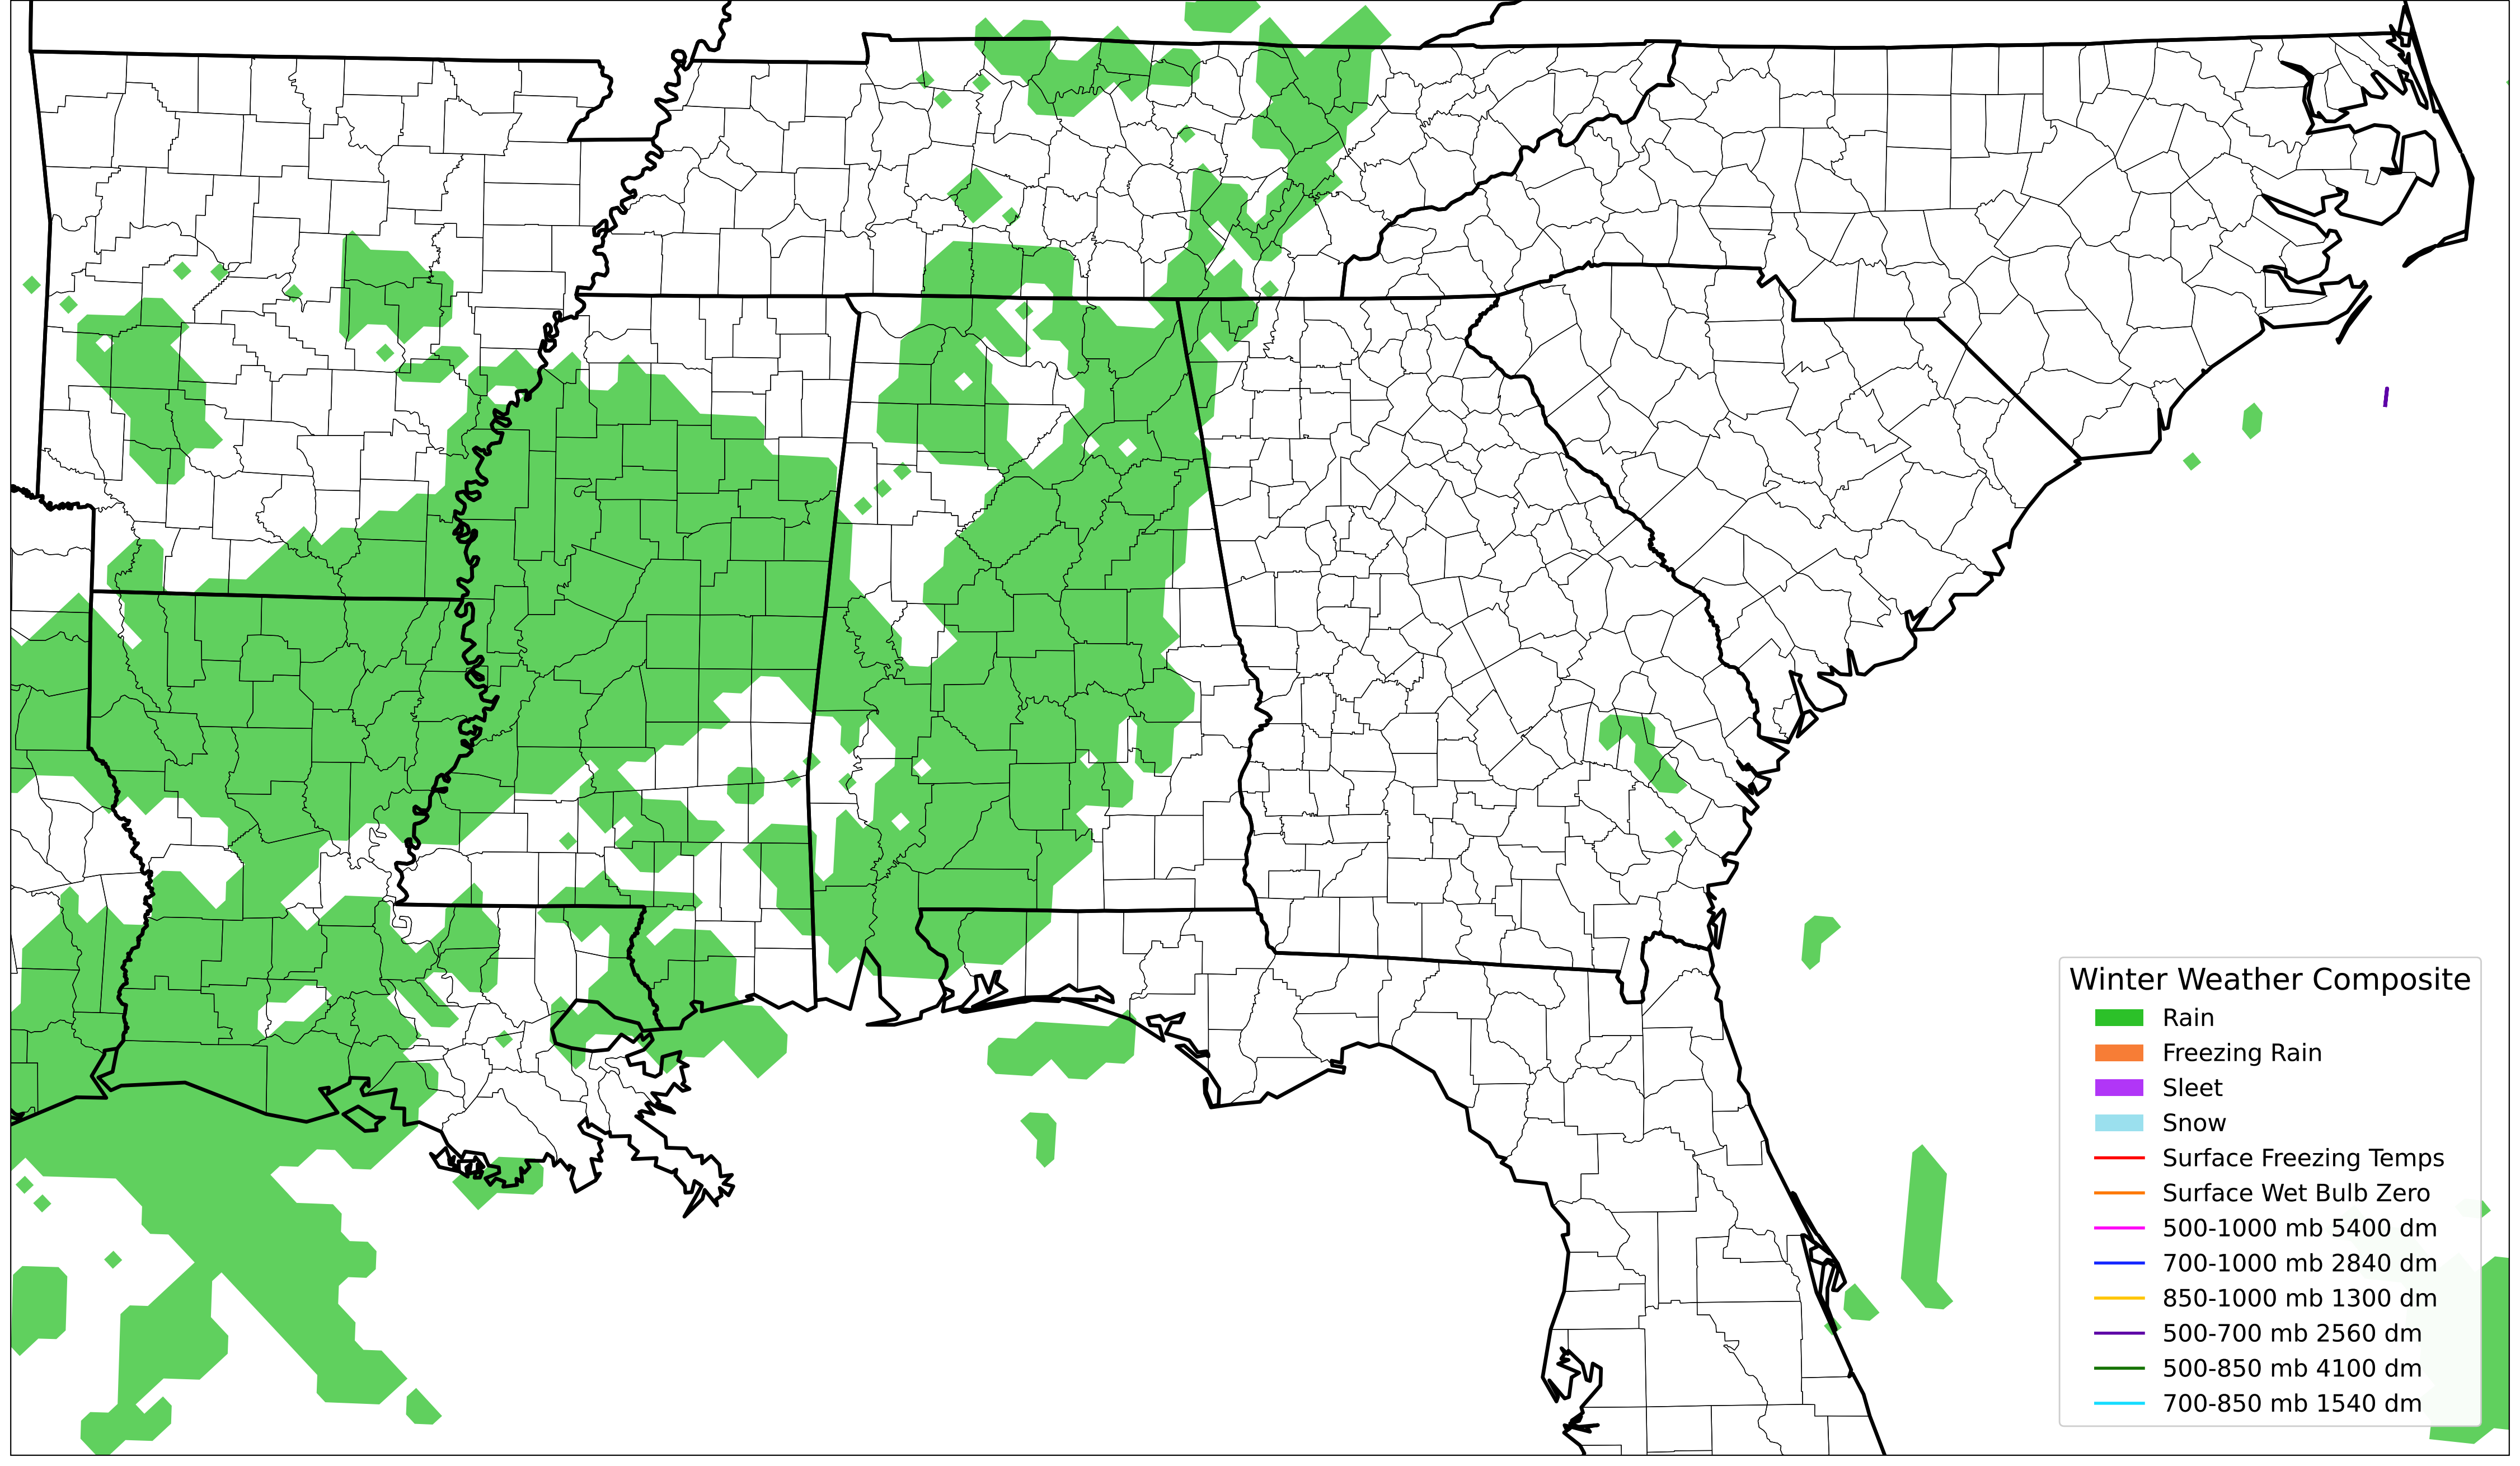 Winter Weather Composite
Rain
Freezing Rain
Sleet
Snow
Surface Freezing Temps
Surface Wet Bulb Zero
500-1000 mb 5400 dm
700-1000 mb 2840 dm
850-1000 mb 1300 dm
500-700 mb 2560 dm
500-850 mb 4100 dm
700-850 mb 1540 dm